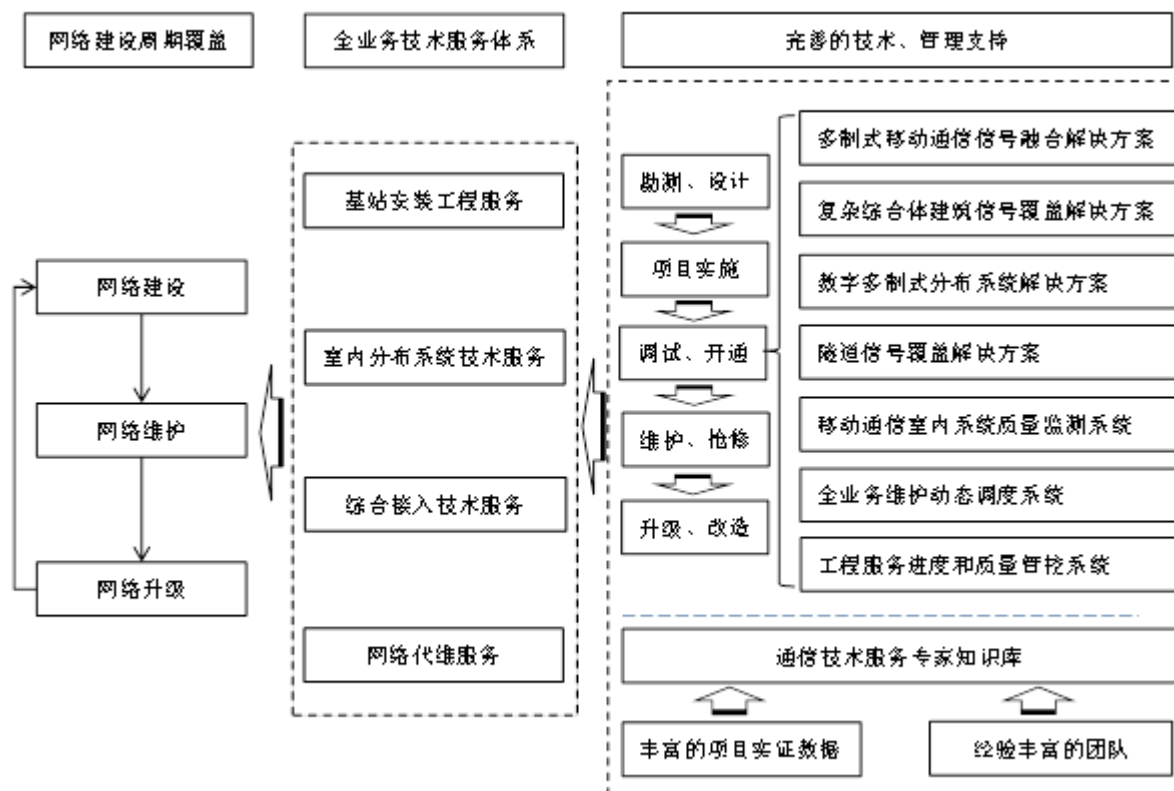 网络建设周期覆盖
全业务技术服务体系
完善的技术、管理支持
网络建设
网络维护
网络升级
基站安装工程服务
室内分布系统技术服务
综合接入技术服务
网络代维服务
勘测、设计
项目实施
调试、开通
维护、抢修
升级、改造
多制式移动通信信号融合解决方案
复杂综合体建筑信号覆盖解决方案
数字多制式分布系统解决方案
隧道信号覆盖解决方案
移动通信室内系统质量监测系统
全业务维护动态调度系统
工程服务进度和质量管控系统
通信技术服务专家知识库
丰富的项目实证数据
经验丰富的团队